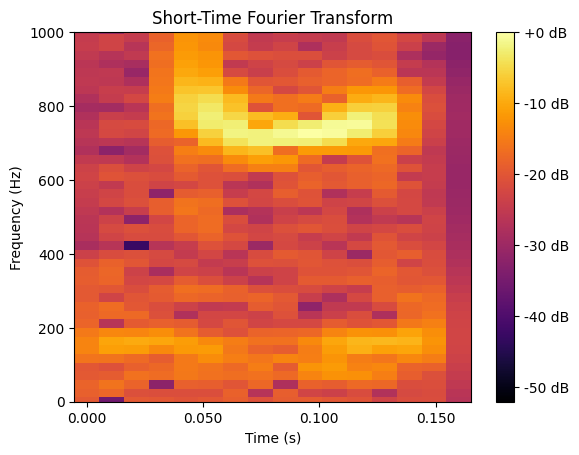 Short-Time Fourier Transform
1000
800
600
400
200
0
Frequency (Hz)
0.000
0.050
0.100
0.150
Time (s)
+0 dB
-10 dB
-20 dB
-30 dB
-40 dB
-50 dB